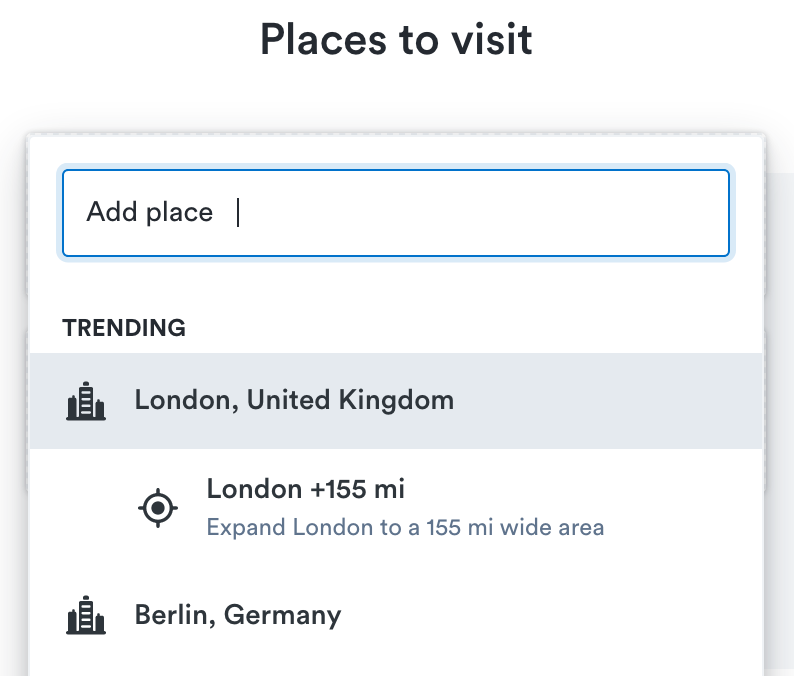 Places to visit
Add place
TRENDING
London, United Kingdom
London +155 mi
Expand London to a 155 mi wide area
Berlin, Germany